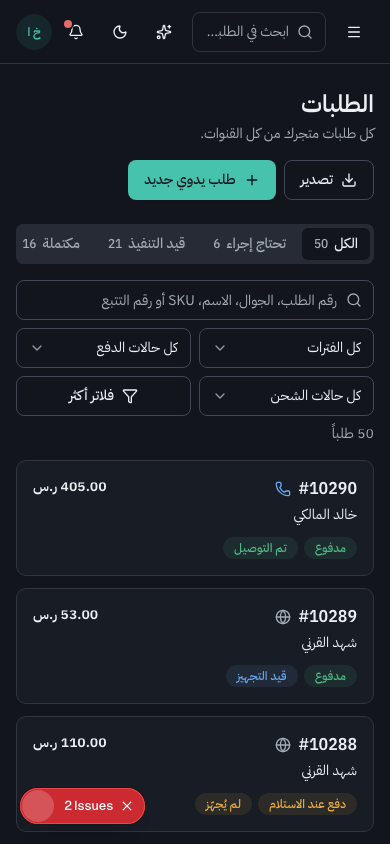 ابحث في الطلبـ...
خ ا
الطلبات
كل طلبات متجرك من كل القنوات.
تصدير
+ طلب يدوي جديد
الكل 50 تحتاج إجراء 6 قيد التنفيذ 21 مكتملة 16
رقم الطلب، الجوال، الاسم، SKU أو رقم التتبع
كل الفترات
كل حالات الدفع
كل حالات الشحن
فلاتر أكثر
50 طلباً
#10290 405.00 ر.س
خالد المالكي
مدفوع تم التوصيل
#10289 53.00 ر.س
شهد القرني
مدفوع قيد التجهيز
#10288 110.00 ر.س
شهد القرني
دفع عند الاستلام لم يُجهّز
2 Issues